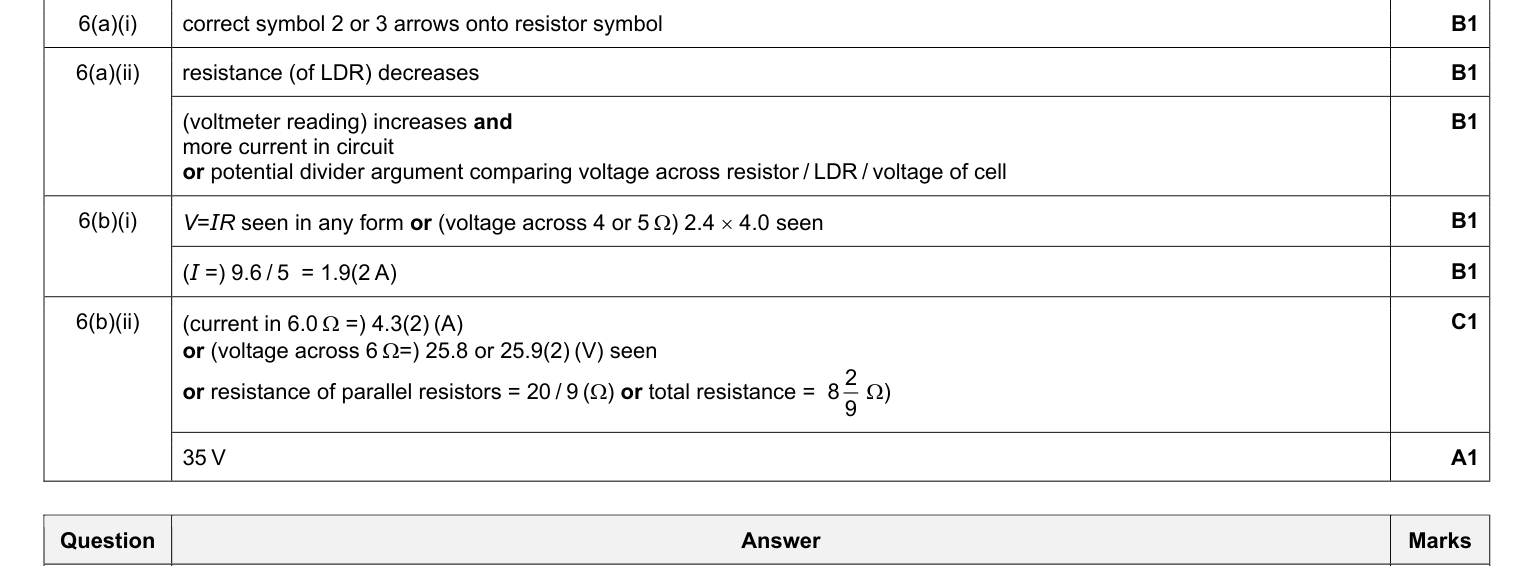 6(a)(i) correct symbol 2 or 3 arrows onto resistor symbol B1
6(a)(ii) resistance (of LDR) decreases B1
(voltmeter reading) increases and B1
more current in circuit
or potential divider argument comparing voltage across resistor / LDR / voltage of cell
6(b)(i) V=IR seen in any form or (voltage across 4 or 5 Ω) 2.4 × 4.0 seen B1
(I =) 9.6 / 5 = 1.9(2 A) B1
6(b)(ii) (current in 6.0 Ω =) 4.3(2) (A) C1
or (voltage across 6 Ω=) 25.8 or 25.9(2) (V) seen
or resistance of parallel resistors = 20 / 9 (Ω) or total resistance = 8 2/9 Ω)
35 V A1
Question Answer Marks